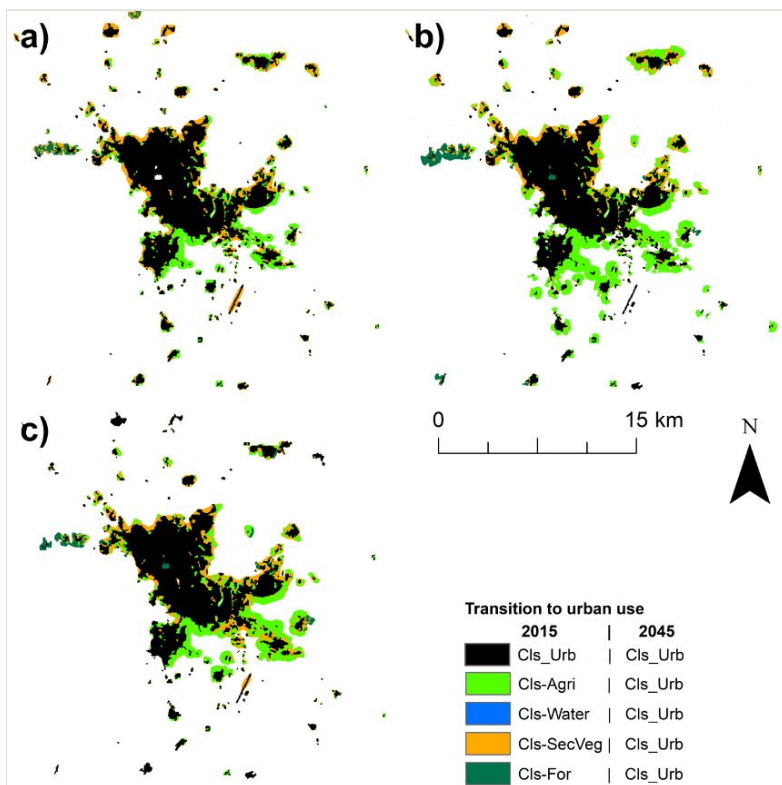 a)
b)
c)
0 15 km
N
Transition to urban use
2015 | 2045
Cls_Urb | Cls_Urb
Cls-Agri | Cls_Urb
Cls-Water | Cls_Urb
Cls-SecVeg | Cls_Urb
Cls-For | Cls_Urb